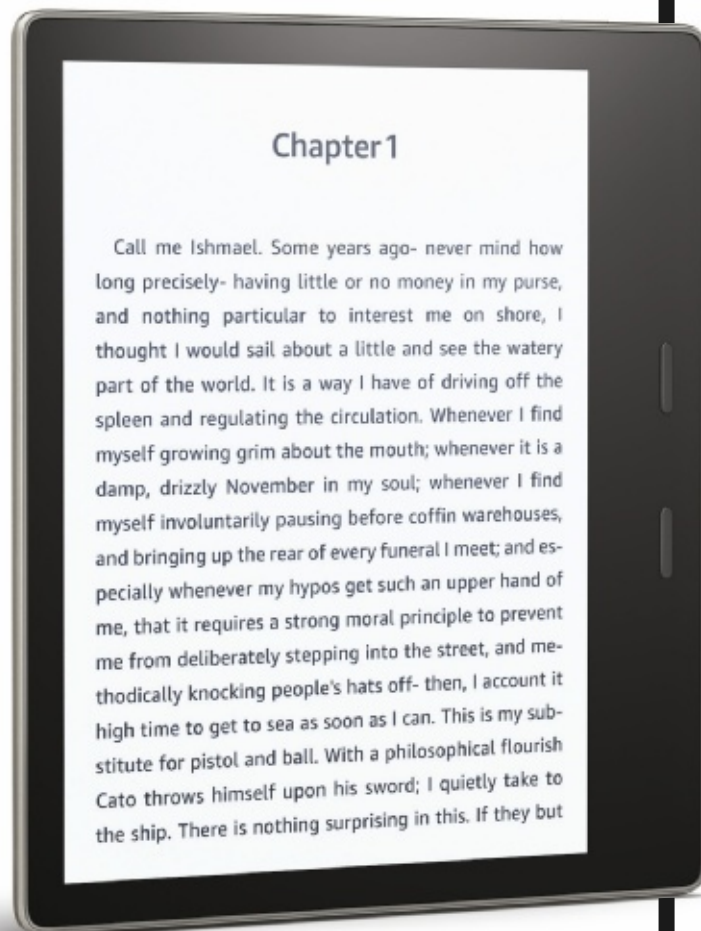 Chapter 1
Call me Ishmael. Some years ago- never mind how
long precisely- having little or no money in my purse,
and nothing particular to interest me on shore, I
thought I would sail about a little and see the watery
part of the world. It is a way I have of driving off the
spleen and regulating the circulation. Whenever I find
myself growing grim about the mouth; whenever it is a
damp, drizzly November in my soul; whenever I find
myself involuntarily pausing before coffin warehouses,
and bringing up the rear of every funeral I meet; and es-
pecially whenever my hypos get such an upper hand of
me, that it requires a strong moral principle to prevent
me from deliberately stepping into the street, and me-
thodically knocking people's hats off- then, I account it
high time to get to sea as soon as I can. This is my sub-
stitute for pistol and ball. With a philosophical flourish
Cato throws himself upon his sword; I quietly take to
the ship. There is nothing surprising in this. If they but